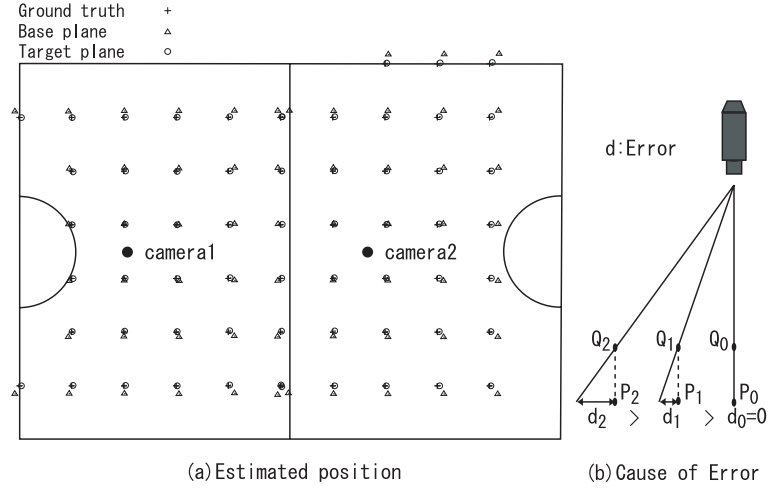 Ground truth +
Base plane △
Target plane ○
camera1
camera2
d:Error
Q2 Q1 Q0
P2 P1 P0
d2 > d1 > d0=0
(a)Estimated position
(b)Cause of Error